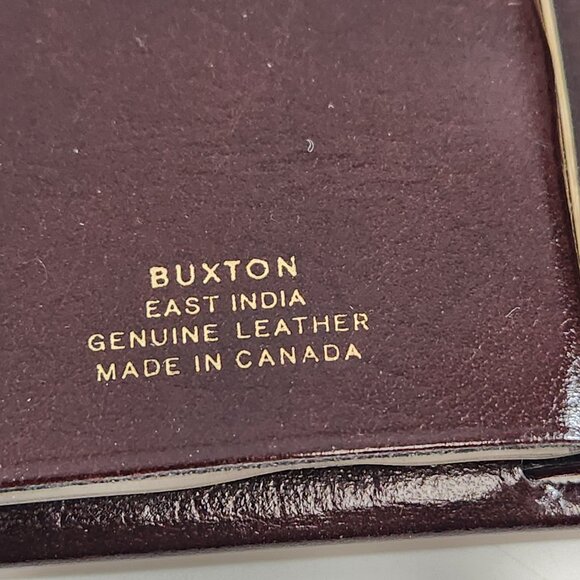 BUXTON
EAST INDIA
GENUINE LEATHER
MADE IN CANADA